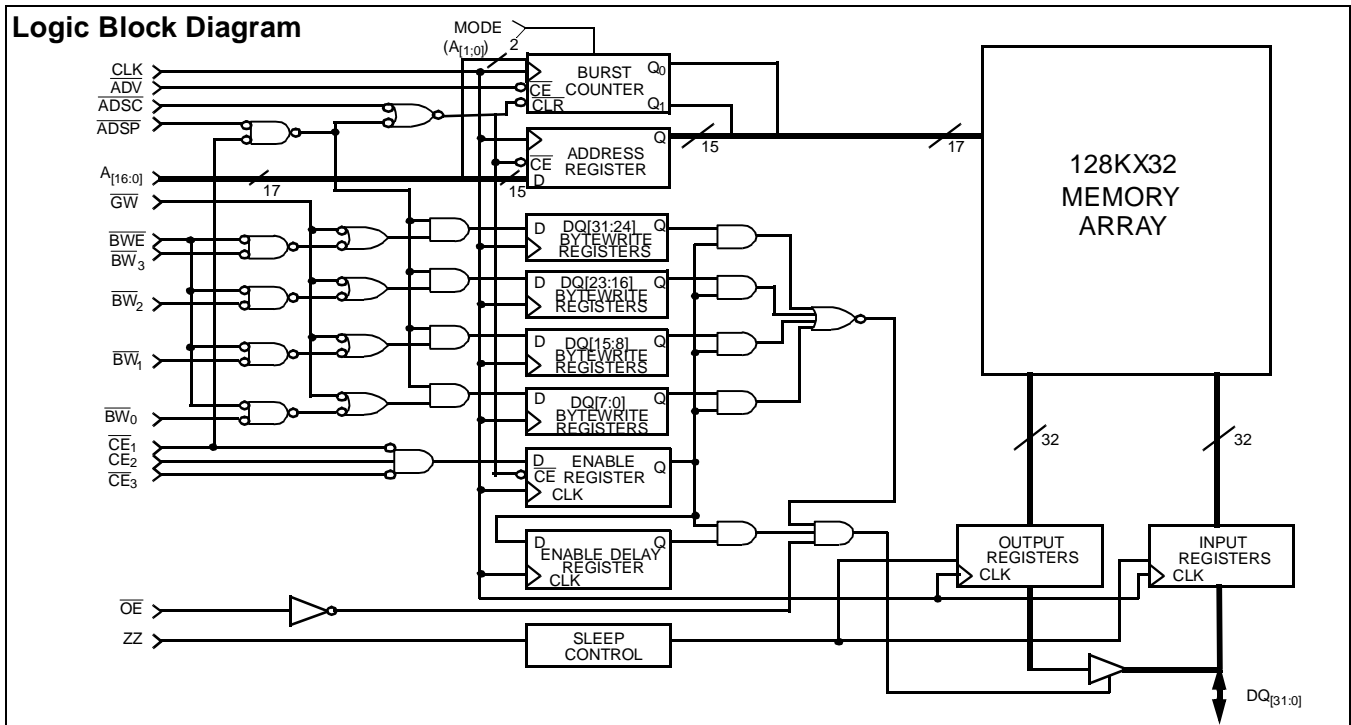 Logic Block Diagram
MODE
(A[1;0])
2
CLK
ADV
ADSC
ADSP
A[16:0]
17
15
GW
BWE
BW3
BW2
BW1
BW0
CE1
CE2
CE3
OE
ZZ
BURST
COUNTER
CE
CLR
Q0
Q1
ADDRESS
REGISTER
CE
D
Q
15
17
128KX32
MEMORY
ARRAY
D DQ[31:24] Q
BYTEWRITE
REGISTERS
D DQ[23:16] Q
BYTEWRITE
REGISTERS
D DQ[15:8] Q
BYTEWRITE
REGISTERS
D DQ[7:0] Q
BYTEWRITE
REGISTERS
D ENABLE Q
CE REGISTER
CLK
D Q
ENABLE DELAY
REGISTER
CLK
SLEEP
CONTROL
32
32
OUTPUT
REGISTERS
CLK
INPUT
REGISTERS
CLK
DQ[31:0]